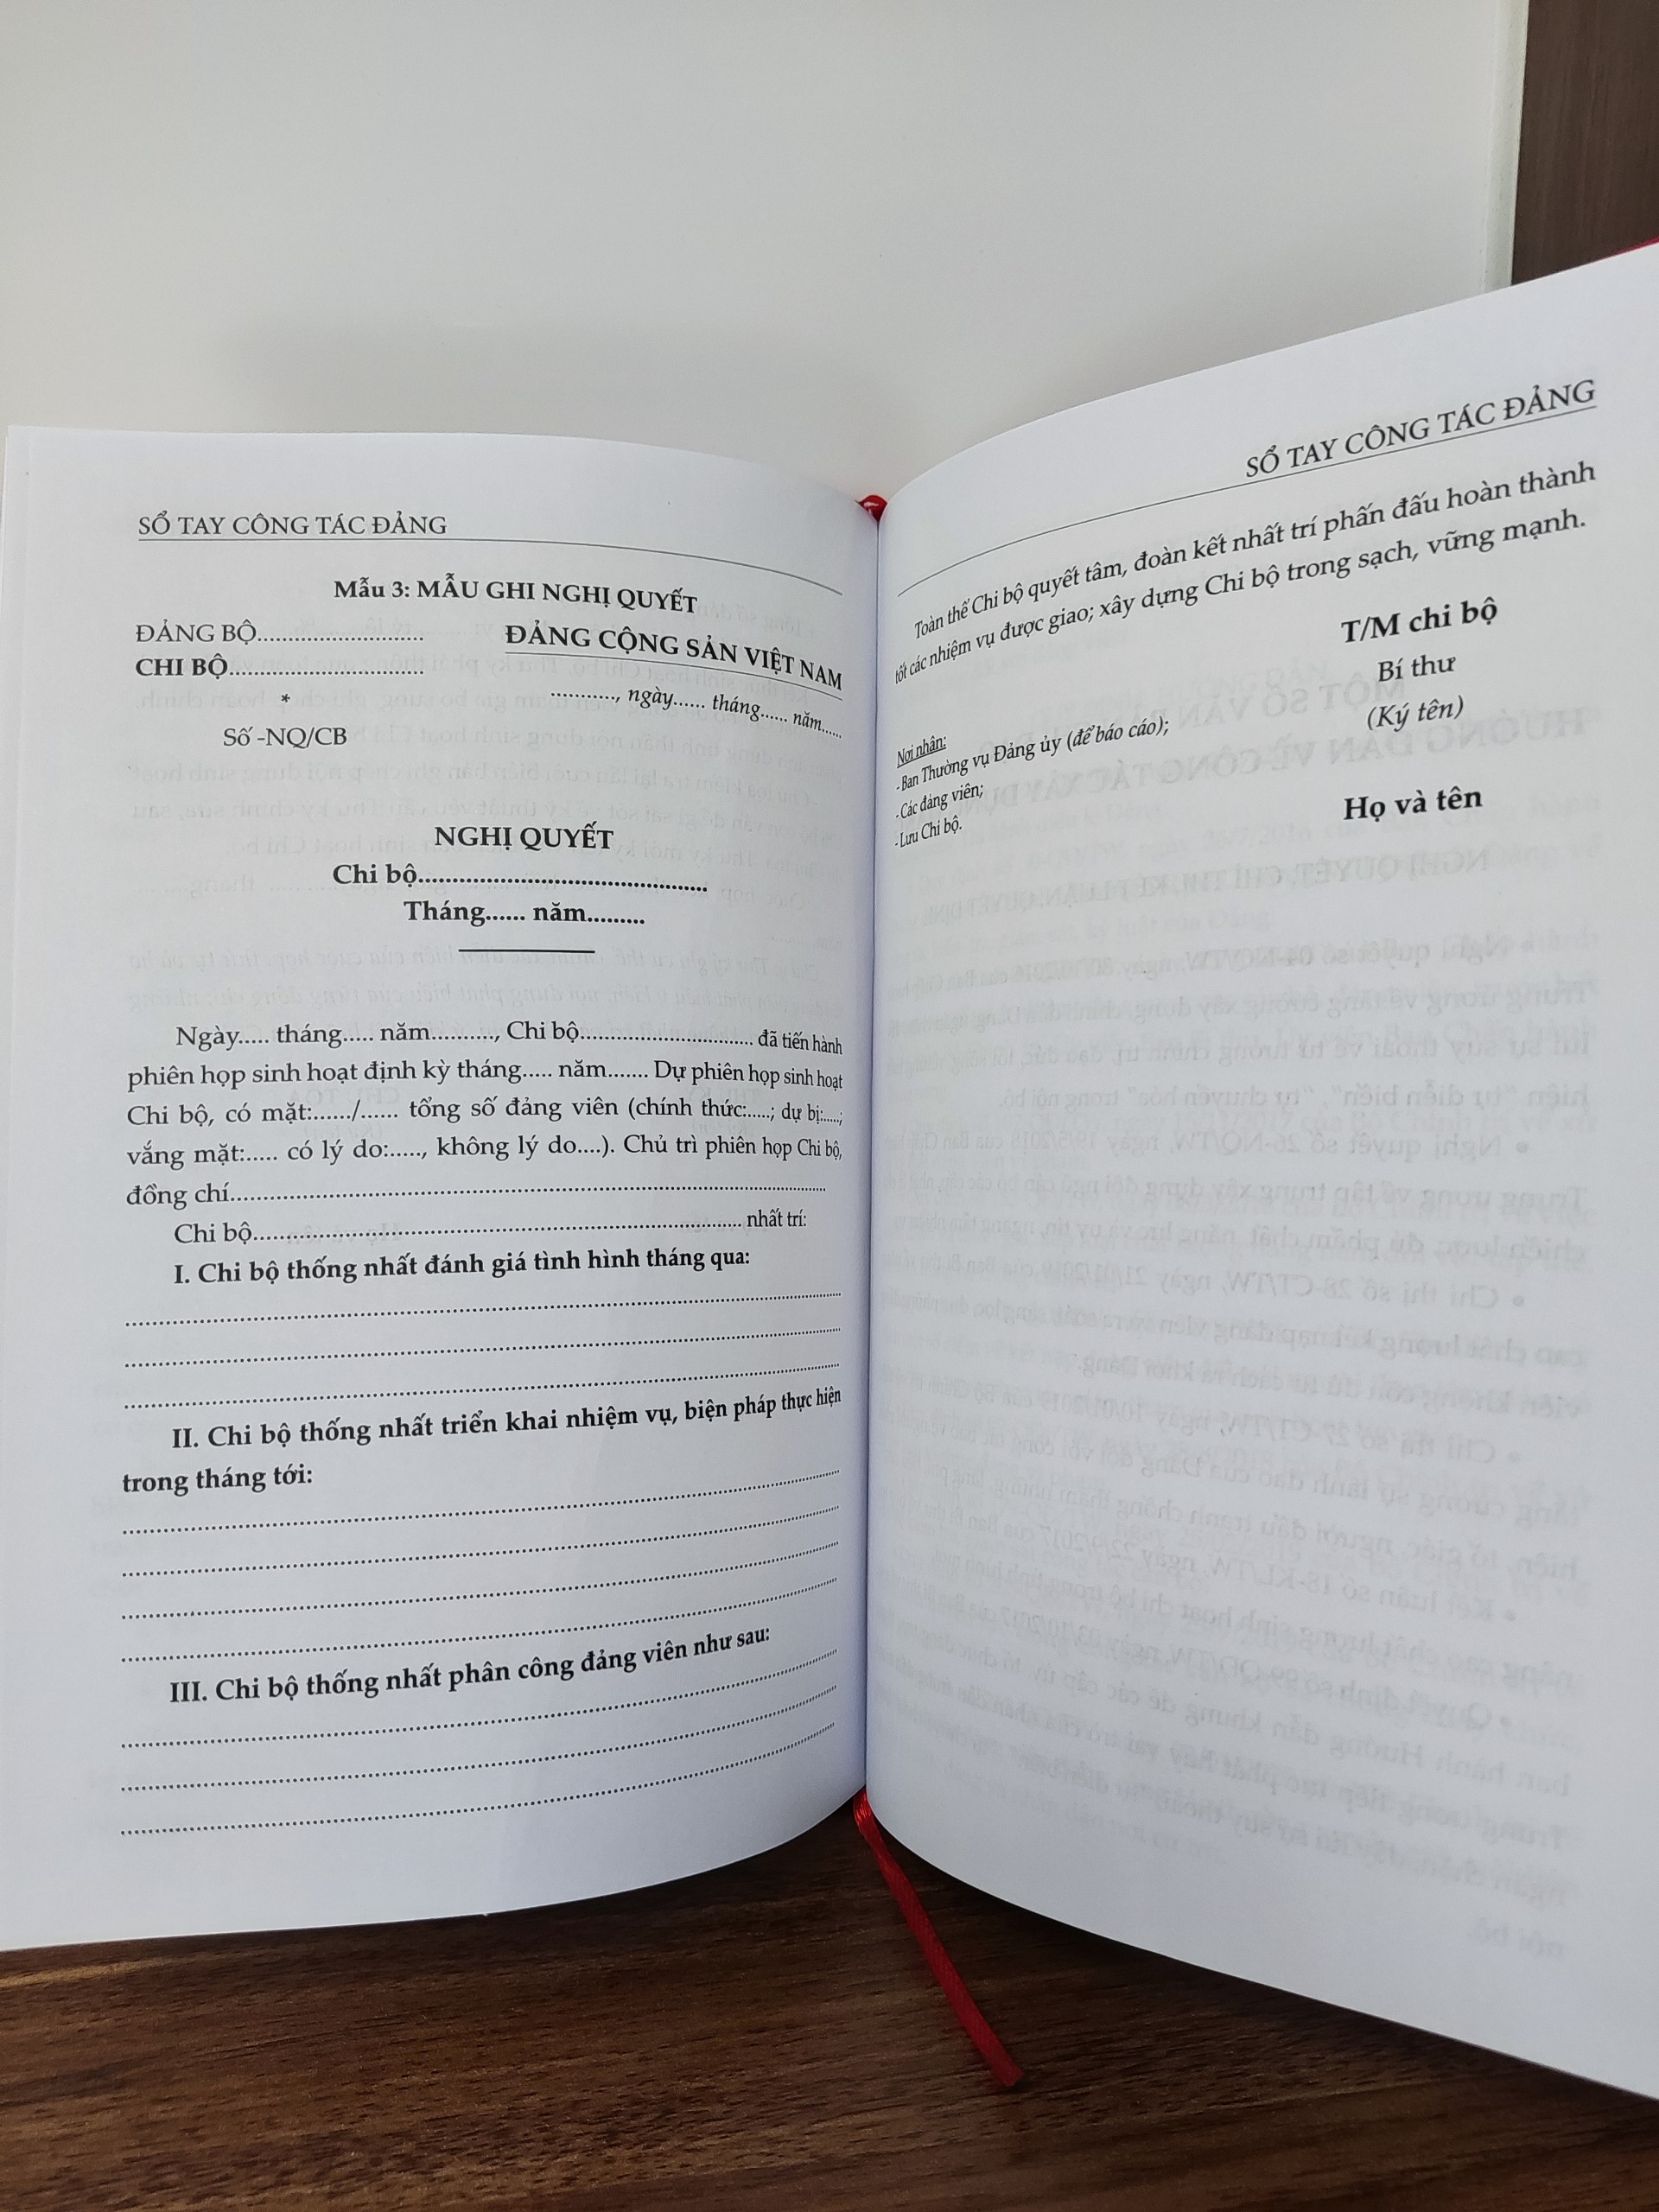 SỔ TAY CÔNG TÁC ĐẢNG
Mẫu 3: MẪU GHI NGHỊ QUYẾT
ĐẢNG BỘ..........................
CHI BỘ...............................
*
Số -NQ/CB
ĐẢNG CỘNG SẢN VIỆT NAM
..........., ngày...... tháng...... năm......
NGHỊ QUYẾT
Chi bộ.............................................
Tháng...... năm.........
Ngày..... tháng..... năm.........., Chi bộ............................... đã tiến hành
phiên họp sinh hoạt định kỳ tháng..... năm....... Dự phiên họp sinh hoạt
Chi bộ, có mặt:....../...... tổng số đảng viên (chính thức:.....; dự bị:.....;
vắng mặt:..... có lý do:....., không lý do....). Chủ trì phiên họp Chi bộ,
đồng chí..........................................................................................
Chi bộ.......................................................................... nhất trí:
I. Chi bộ thống nhất đánh giá tình hình tháng qua:
..........................................................................................
..........................................................................................
..........................................................................................
II. Chi bộ thống nhất triển khai nhiệm vụ, biện pháp thực hiện
trong tháng tới:
..........................................................................................
..........................................................................................
..........................................................................................
..........................................................................................
III. Chi bộ thống nhất phân công đảng viên như sau:
..........................................................................................
..........................................................................................
..........................................................................................
SỔ TAY CÔNG TÁC ĐẢNG
Toàn thể Chi bộ quyết tâm, đoàn kết nhất trí phấn đấu hoàn thành
tốt các nhiệm vụ được giao; xây dựng Chi bộ trong sạch, vững mạnh.
T/M chi bộ
Bí thư
(Ký tên)
Họ và tên
Nơi nhận:
- Ban Thường vụ Đảng ủy (để báo cáo);
- Các đảng viên;
- Lưu Chi bộ.